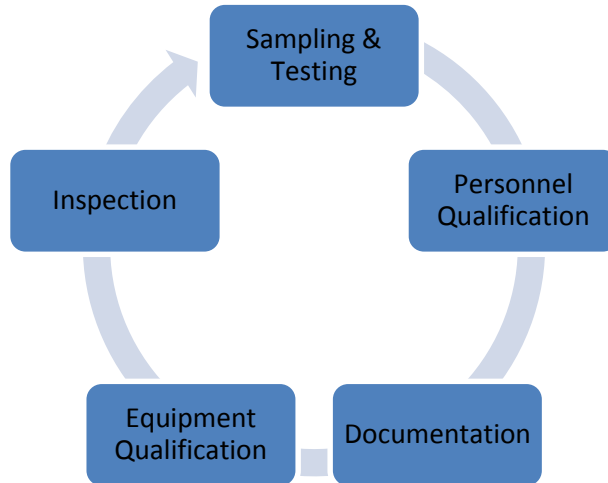 Sampling &
Testing
Personnel
Qualification
Documentation
Equipment
Qualification
Inspection